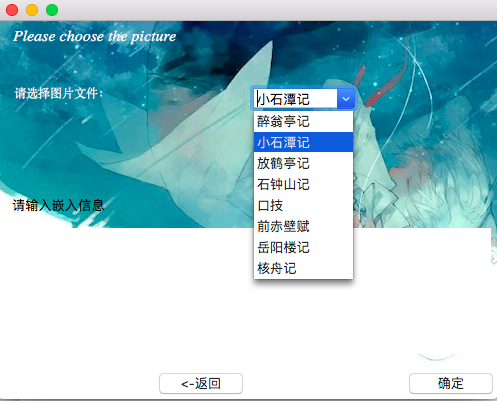 Please choose the picture
请选择图片文件：
小石潭记
醉翁亭记
小石潭记
放鹤亭记
石钟山记
口技
前赤壁赋
岳阳楼记
核舟记
请输入嵌入信息
<-返回
确定